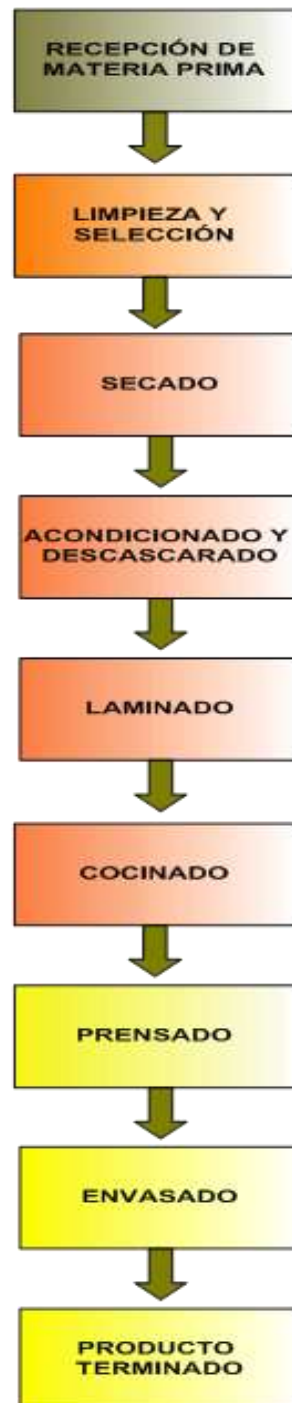 RECEPCIÓN DE
MATERIA PRIMA
LIMPIEZA Y
SELECCIÓN
SECADO
ACONDICIONADO Y
DESCASCARADO
LAMINADO
COCINADO
PRENSADO
ENVASADO
PRODUCTO
TERMINADO